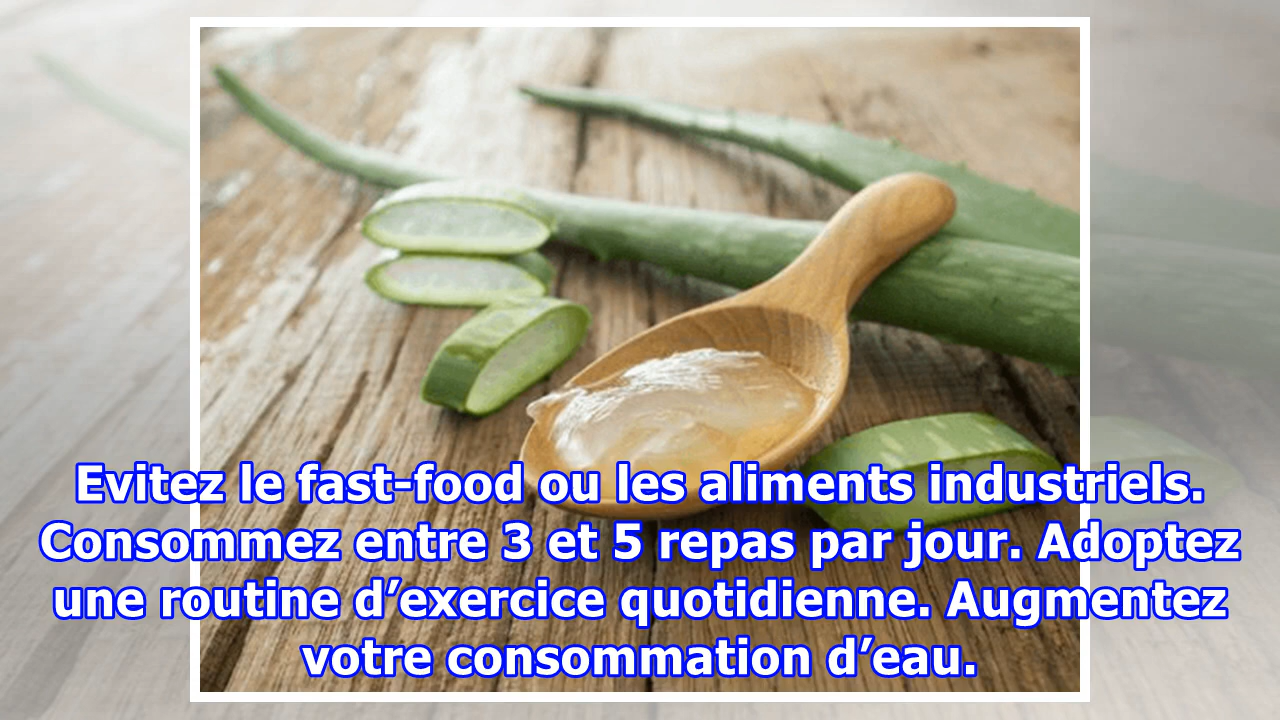 Evitez le fast-food ou les aliments industriels.
Consommez entre 3 et 5 repas par jour. Adoptez
une routine d’exercice quotidienne. Augmentez
votre consommation d’eau.